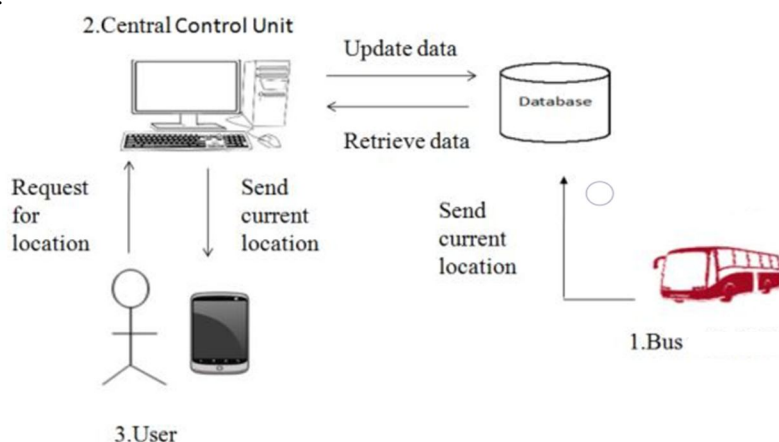 2.Central Control Unit
Update data
Database
Retrieve data
Request
for
location
Send
current
location
Send
current
location
1.Bus
3.User